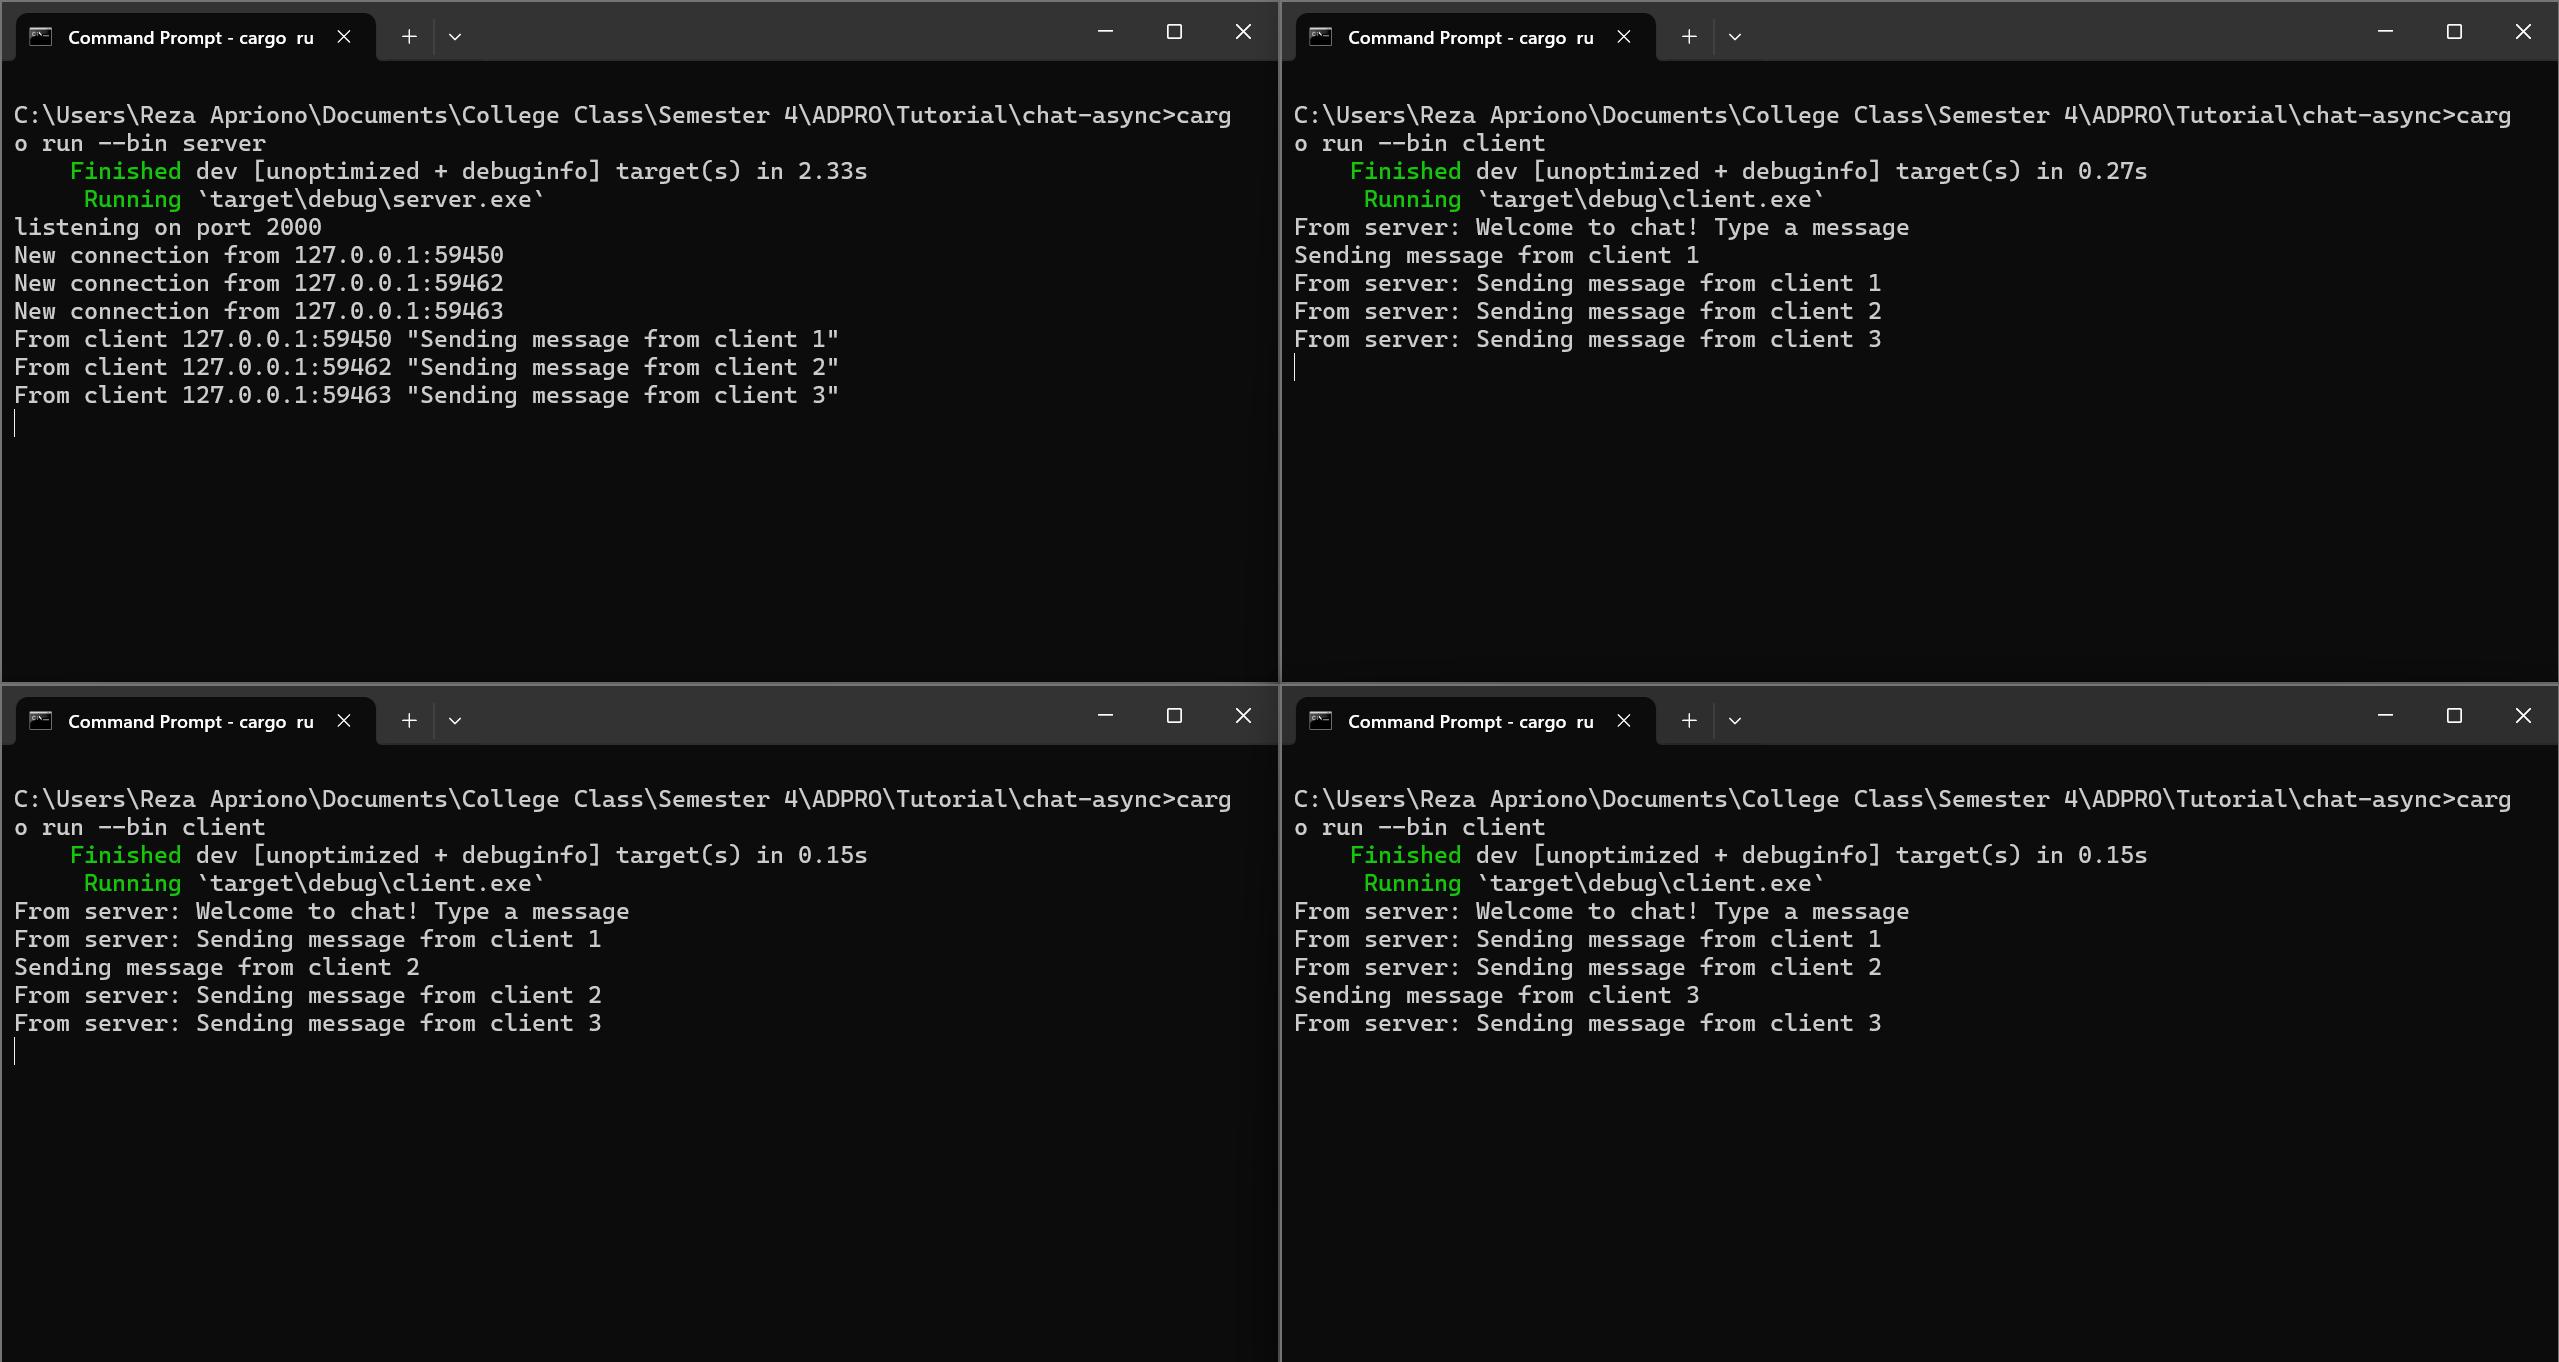 Command Prompt - cargo  ru
C:\Users\Reza Apriono\Documents\College Class\Semester 4\ADPRO\Tutorial\chat-async>carg
o run --bin server
Finished dev [unoptimized + debuginfo] target(s) in 2.33s
Running `target\debug\server.exe`
listening on port 2000
New connection from 127.0.0.1:59450
New connection from 127.0.0.1:59462
New connection from 127.0.0.1:59463
From client 127.0.0.1:59450 "Sending message from client 1"
From client 127.0.0.1:59462 "Sending message from client 2"
From client 127.0.0.1:59463 "Sending message from client 3"
Command Prompt - cargo  ru
C:\Users\Reza Apriono\Documents\College Class\Semester 4\ADPRO\Tutorial\chat-async>carg
o run --bin client
Finished dev [unoptimized + debuginfo] target(s) in 0.27s
Running `target\debug\client.exe`
From server: Welcome to chat! Type a message
Sending message from client 1
From server: Sending message from client 1
From server: Sending message from client 2
From server: Sending message from client 3
Command Prompt - cargo  ru
C:\Users\Reza Apriono\Documents\College Class\Semester 4\ADPRO\Tutorial\chat-async>carg
o run --bin client
Finished dev [unoptimized + debuginfo] target(s) in 0.15s
Running `target\debug\client.exe`
From server: Welcome to chat! Type a message
From server: Sending message from client 1
Sending message from client 2
From server: Sending message from client 2
From server: Sending message from client 3
Command Prompt - cargo  ru
C:\Users\Reza Apriono\Documents\College Class\Semester 4\ADPRO\Tutorial\chat-async>carg
o run --bin client
Finished dev [unoptimized + debuginfo] target(s) in 0.15s
Running `target\debug\client.exe`
From server: Welcome to chat! Type a message
From server: Sending message from client 1
From server: Sending message from client 2
Sending message from client 3
From server: Sending message from client 3